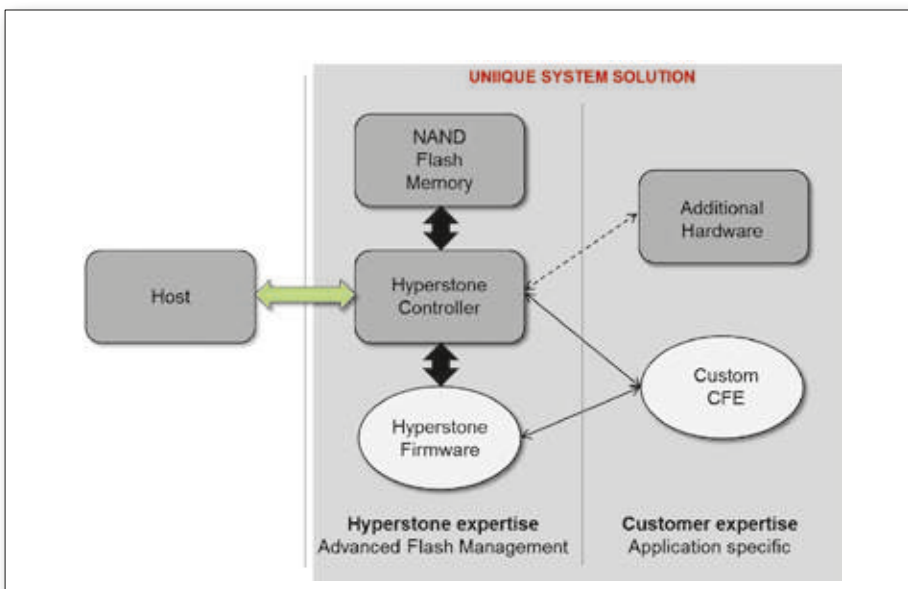 UNIIQUE SYSTEM SOLUTION
NAND
Flash
Memory
Additional
Hardware
Host
Hyperstone
Controller
Custom
CFE
Hyperstone
Firmware
Hyperstone expertise
Advanced Flash Management
Customer expertise
Application specific